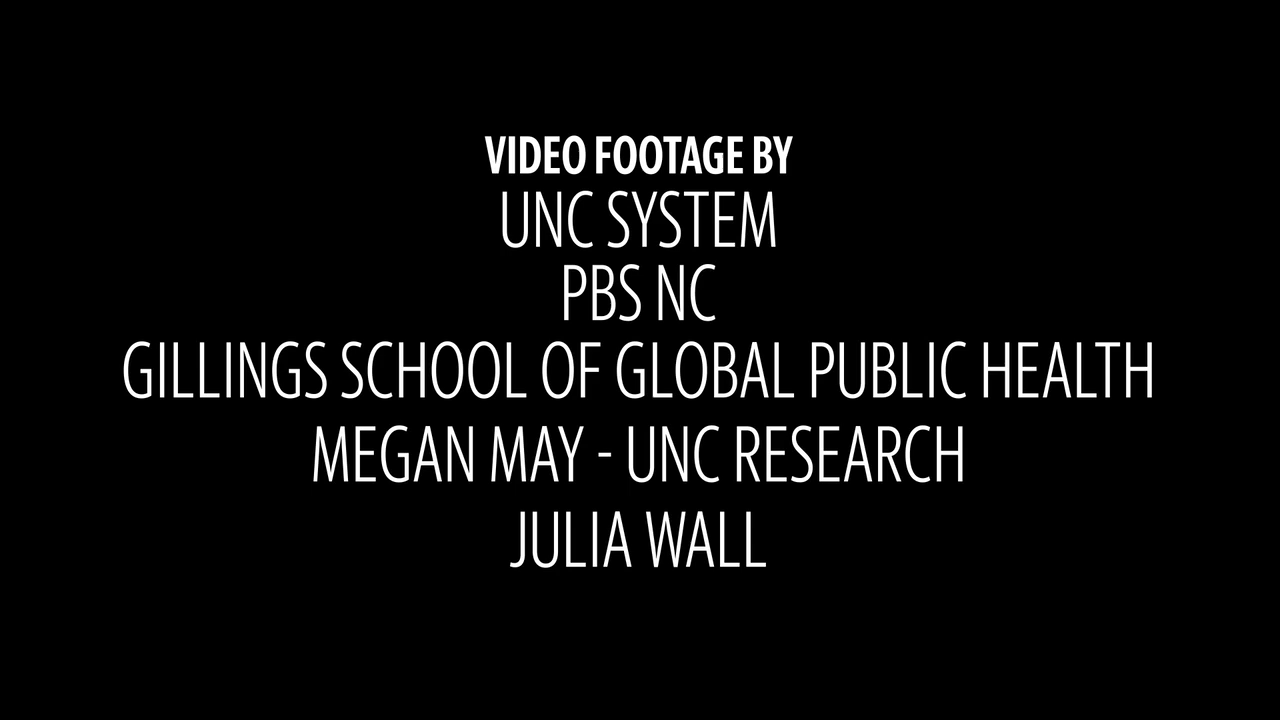 VIDEO FOOTAGE BY
UNC SYSTEM
PBS NC
GILLINGS SCHOOL OF GLOBAL PUBLIC HEALTH
MEGAN MAY - UNC RESEARCH
JULIA WALL